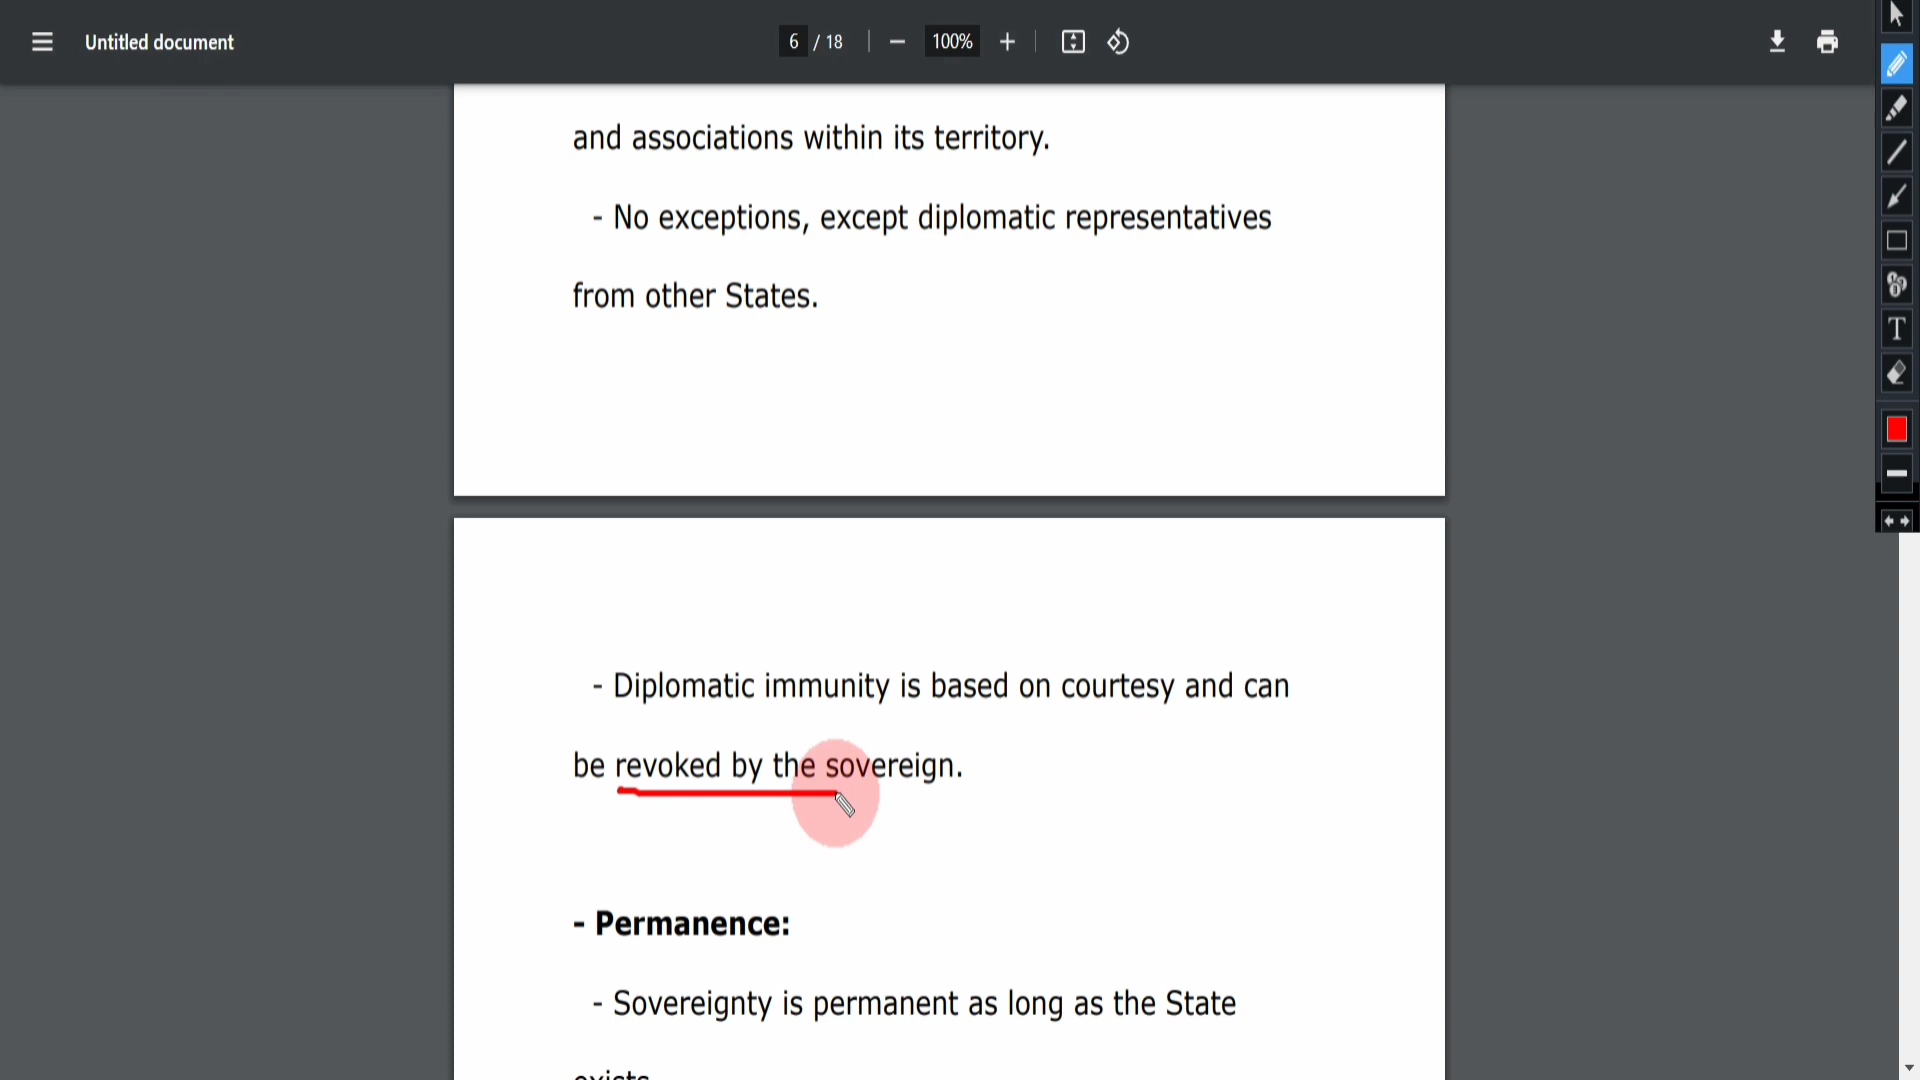 Untitled document
6 / 18
100%
and associations within its territory.
- No exceptions, except diplomatic representatives
from other States.
- Diplomatic immunity is based on courtesy and can
be revoked by the sovereign.
- Permanence:
- Sovereignty is permanent as long as the State
exists